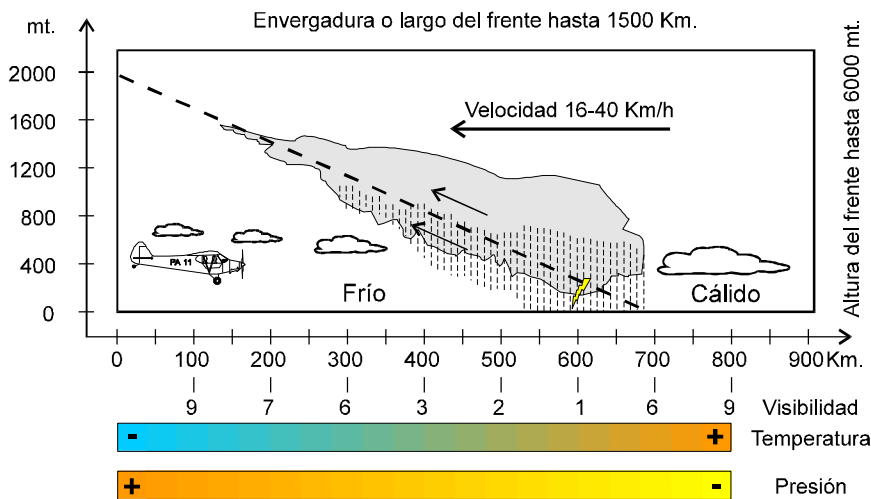 Envergadura o largo del frente hasta 1500 Km.
mt.
2000
1600
1200
800
400
0
Velocidad 16-40 Km/h
Altura del frente hasta 6000 mt.
PA 11
Frío
Cálido
0 100 200 300 400 500 600 700 800 900 Km.
9 7 6 3 2 1 6 9 Visibilidad
- + Temperatura
+ - Presión